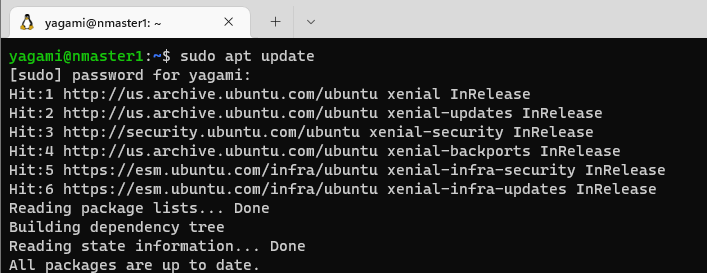 yagami@nmaster1: ~
yagami@nmaster1:~$ sudo apt update
[sudo] password for yagami:
Hit:1 http://us.archive.ubuntu.com/ubuntu xenial InRelease
Hit:2 http://us.archive.ubuntu.com/ubuntu xenial-updates InRelease
Hit:3 http://security.ubuntu.com/ubuntu xenial-security InRelease
Hit:4 http://us.archive.ubuntu.com/ubuntu xenial-backports InRelease
Hit:5 https://esm.ubuntu.com/infra/ubuntu xenial-infra-security InRelease
Hit:6 https://esm.ubuntu.com/infra/ubuntu xenial-infra-updates InRelease
Reading package lists... Done
Building dependency tree
Reading state information... Done
All packages are up to date.